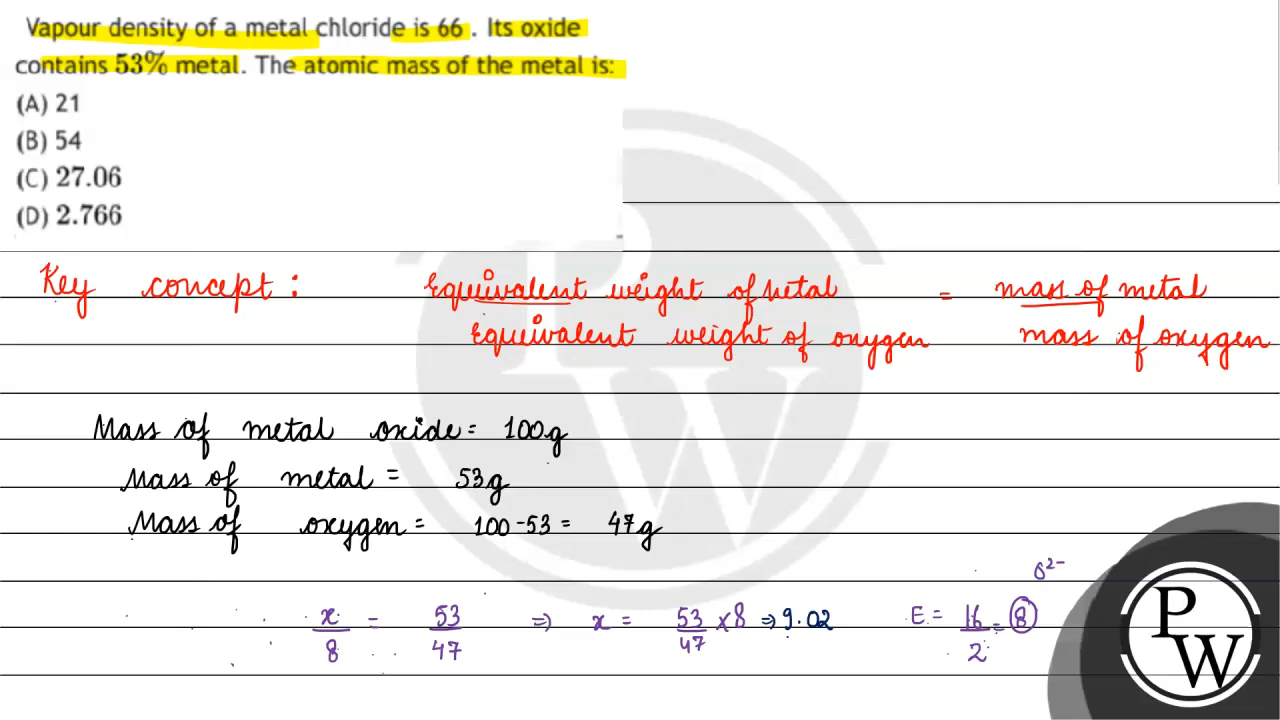 Vapour density of a metal chloride is 66 . Its oxide
contains 53% metal. The atomic mass of the metal is:
(A) 21
(B) 54
(C) 27.06
(D) 2.766
Key concept : Equivalent weight of Metal = mass of metal
Equivalent weight of oxygen mass of oxygen
Mass of metal oxide = 100g
Mass of metal = 53g
Mass of oxygen = 100-53 = 47g
x/8 = 53/47 ⇒ x = 53/47 × 8 ⇒ 9.02 E = 16/2 = 8 O²⁻
P
W